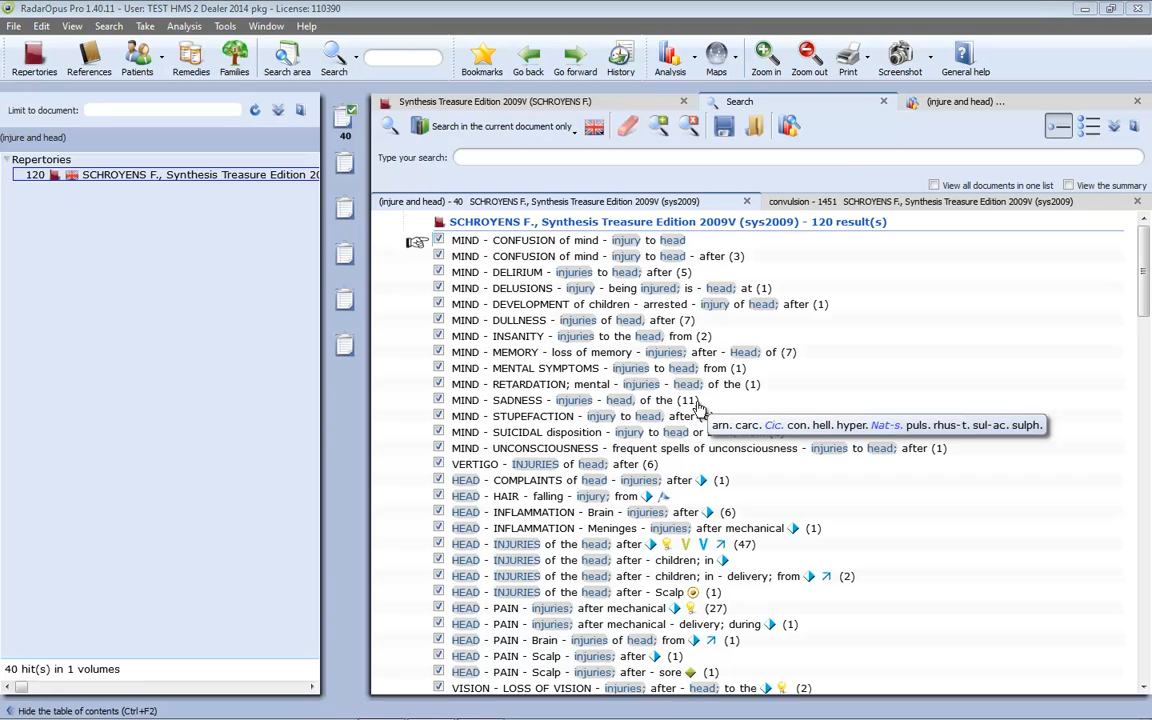 RadarOpus Pro 1.40.11 - User: TEST HMS 2 Dealer 2014 pkg - License: 110390
File Edit View Search Take Analysis Tools Window Help
Repertories References Patients Remedies Families Search area Search Bookmarks Go back Go forward History Analysis Maps Zoom in Zoom out Print Screenshot General help
Limit to document:
(injure and head)
Repertories
120 SCHROYENS F., Synthesis Treasure Edition 20
40 hit(s) in 1 volumes
Hide the table of contents (Ctrl+F2)
40
Synthesis Treasure Edition 2009V (SCHROYENS F.) Search (injure and head) ...
Search in the current document only
Type your search:
View all documents in one list View the summary
(injure and head) - 40 SCHROYENS F., Synthesis Treasure Edition 2009V (sys2009) convulsion - 1451 SCHROYENS F., Synthesis Treasure Edition 2009V (sys2009)
SCHROYENS F., Synthesis Treasure Edition 2009V (sys2009) - 120 result(s)
MIND - CONFUSION of mind - injury to head
MIND - CONFUSION of mind - injury to head - after (3)
MIND - DELIRIUM - injuries to head; after (5)
MIND - DELUSIONS - injury - being injured; is - head; at (1)
MIND - DEVELOPMENT of children - arrested - injury of head; after (1)
MIND - DULLNESS - injuries of head, after (7)
MIND - INSANITY - injuries to the head, from (2)
MIND - MEMORY - loss of memory - injuries; after - Head; of (7)
MIND - MENTAL SYMPTOMS - injuries to head; from (1)
MIND - RETARDATION; mental - injuries - head; of the (1)
MIND - SADNESS - injuries - head, of the (11)
MIND - STUPEFACTION - injury to head, after
arn. carc. Cic. con. hell. hyper. Nat-s. puls. rhus-t. sul-ac. sulph.
MIND - SUICIDAL disposition - injury to head or
MIND - UNCONSCIOUSNESS - frequent spells of unconsciousness - injuries to head; after (1)
VERTIGO - INJURIES of head; after (6)
HEAD - COMPLAINTS of head - injuries; after (1)
HEAD - HAIR - falling - injury; from
HEAD - INFLAMMATION - Brain - injuries; after (6)
HEAD - INFLAMMATION - Meninges - injuries; after mechanical (1)
HEAD - INJURIES of the head; after (47)
HEAD - INJURIES of the head; after - children; in
HEAD - INJURIES of the head; after - children; in - delivery; from (2)
HEAD - INJURIES of the head; after - Scalp (1)
HEAD - PAIN - injuries; after mechanical (27)
HEAD - PAIN - injuries; after mechanical - delivery; during (1)
HEAD - PAIN - Brain - injuries of head; from (1)
HEAD - PAIN - Scalp - injuries; after (1)
HEAD - PAIN - Scalp - injuries; after - sore (1)
VISION - LOSS OF VISION - injuries; after - head; to the (2)